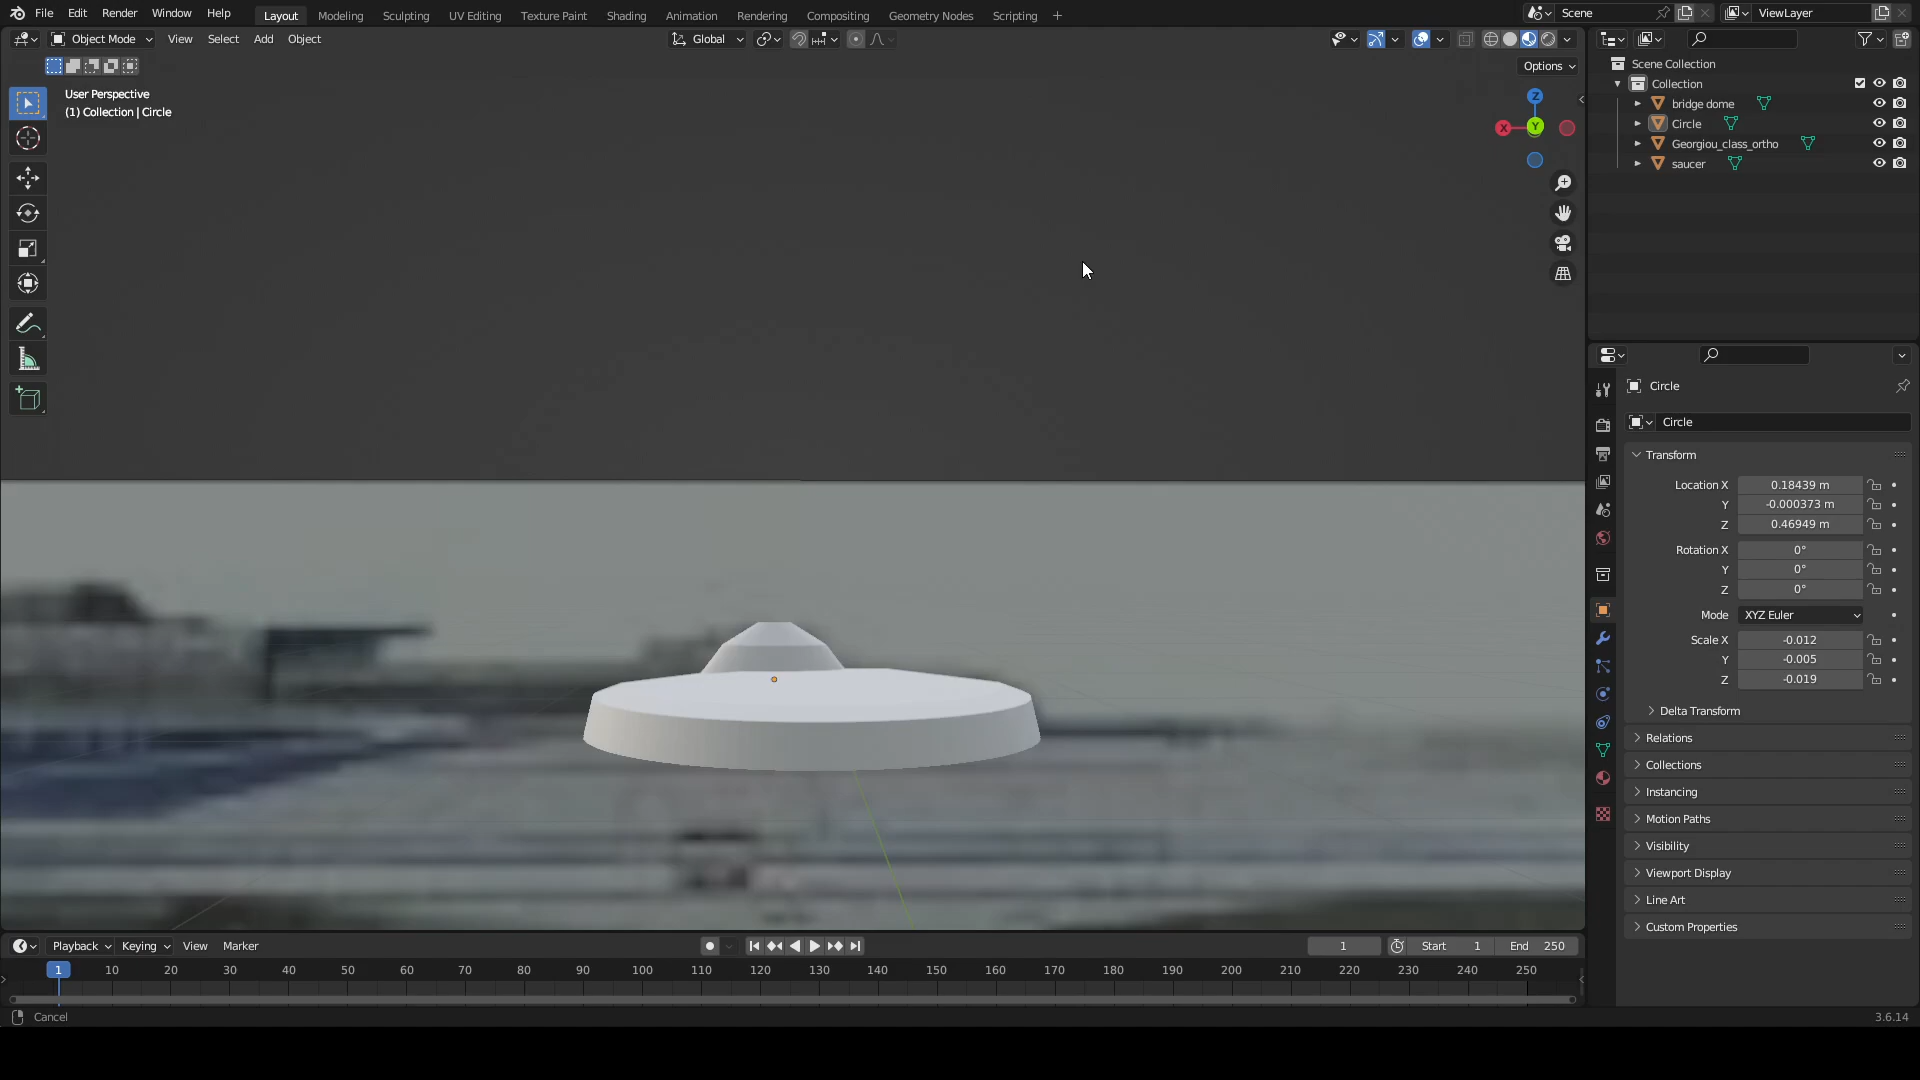 File Edit Render Window Help Layout Modeling Sculpting UV Editing Texture Paint Shading Animation Rendering Compositing Geometry Nodes Scripting + Scene ViewLayer
Object Mode View Select Add Object Global
Options
User Perspective
(1) Collection | Circle
Z
X Y
Scene Collection
Collection
bridge dome
Circle
Georgiou_class_ortho
saucer
Circle
Circle
Transform
Location X 0.18439 m
Y -0.000373 m
Z 0.46949 m
Rotation X 0°
Y 0°
Z 0°
Mode XYZ Euler
Scale X -0.012
Y -0.005
Z -0.019
Delta Transform
Relations
Collections
Instancing
Motion Paths
Visibility
Viewport Display
Line Art
Custom Properties
Playback Keying View Marker 1 Start 1 End 250
1 10 20 30 40 50 60 70 80 90 100 110 120 130 140 150 160 170 180 190 200 210 220 230 240 250
Cancel 3.6.14